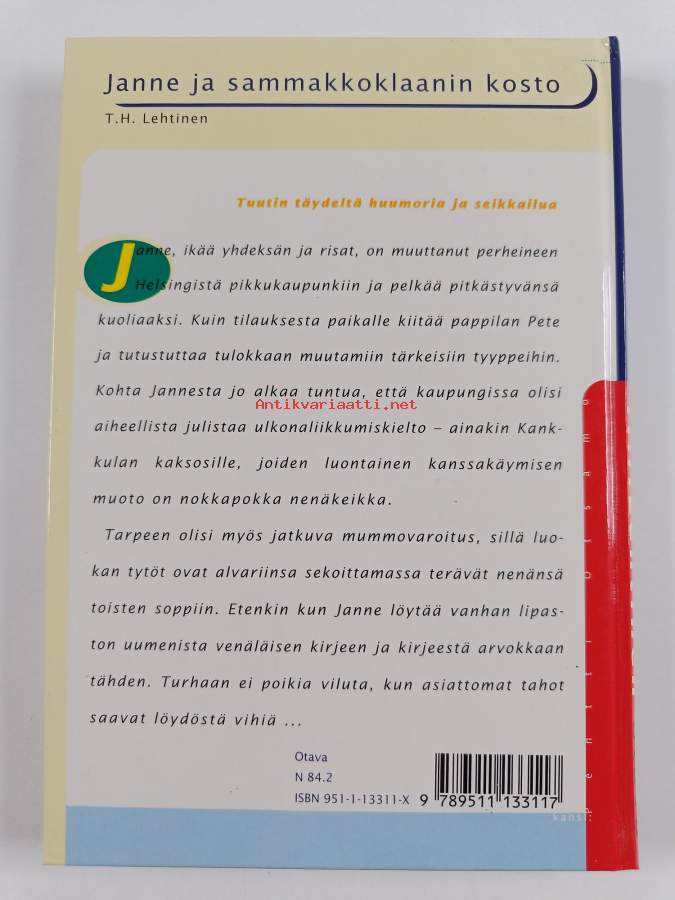 Janne ja sammakkoklaanin kosto
T.H. Lehtinen
Tuutin täydeltä huumoria ja seikkailua
Janne, ikää yhdeksän ja risat, on muuttanut perheineen
Helsingistä pikkukaupunkiin ja pelkää pitkästyvänsä
kuoliaaksi. Kuin tilauksesta paikalle kiitää pappilan Pete
ja tutustuttaa tulokkaan muutamiin tärkeisiin tyyppeihin.
Kohta Jannesta jo alkaa tuntua, että kaupungissa olisi
Antikvariaatti.net
aiheellista julistaa ulkonaliikkumiskielto – ainakin Kank-
kulan kaksosille, joiden luontainen kanssakäymisen
muoto on nokkapokka nenäkeikka.
Tarpeen olisi myös jatkuva mummovaroitus, sillä luo-
kan tytöt ovat alvariinsa sekoittamassa terävät nenänsä
toisten soppiin. Etenkin kun Janne löytää vanhan lipas-
ton uumenista venäläisen kirjeen ja kirjeestä arvokkaan
tähden. Turhaan ei poikia viluta, kun asiattomat tahot
saavat löydöstä vihiä ...
Otava
N 84.2
ISBN 951-1-13311-X
9 789511 133117
kansi: Pentti Otsamo